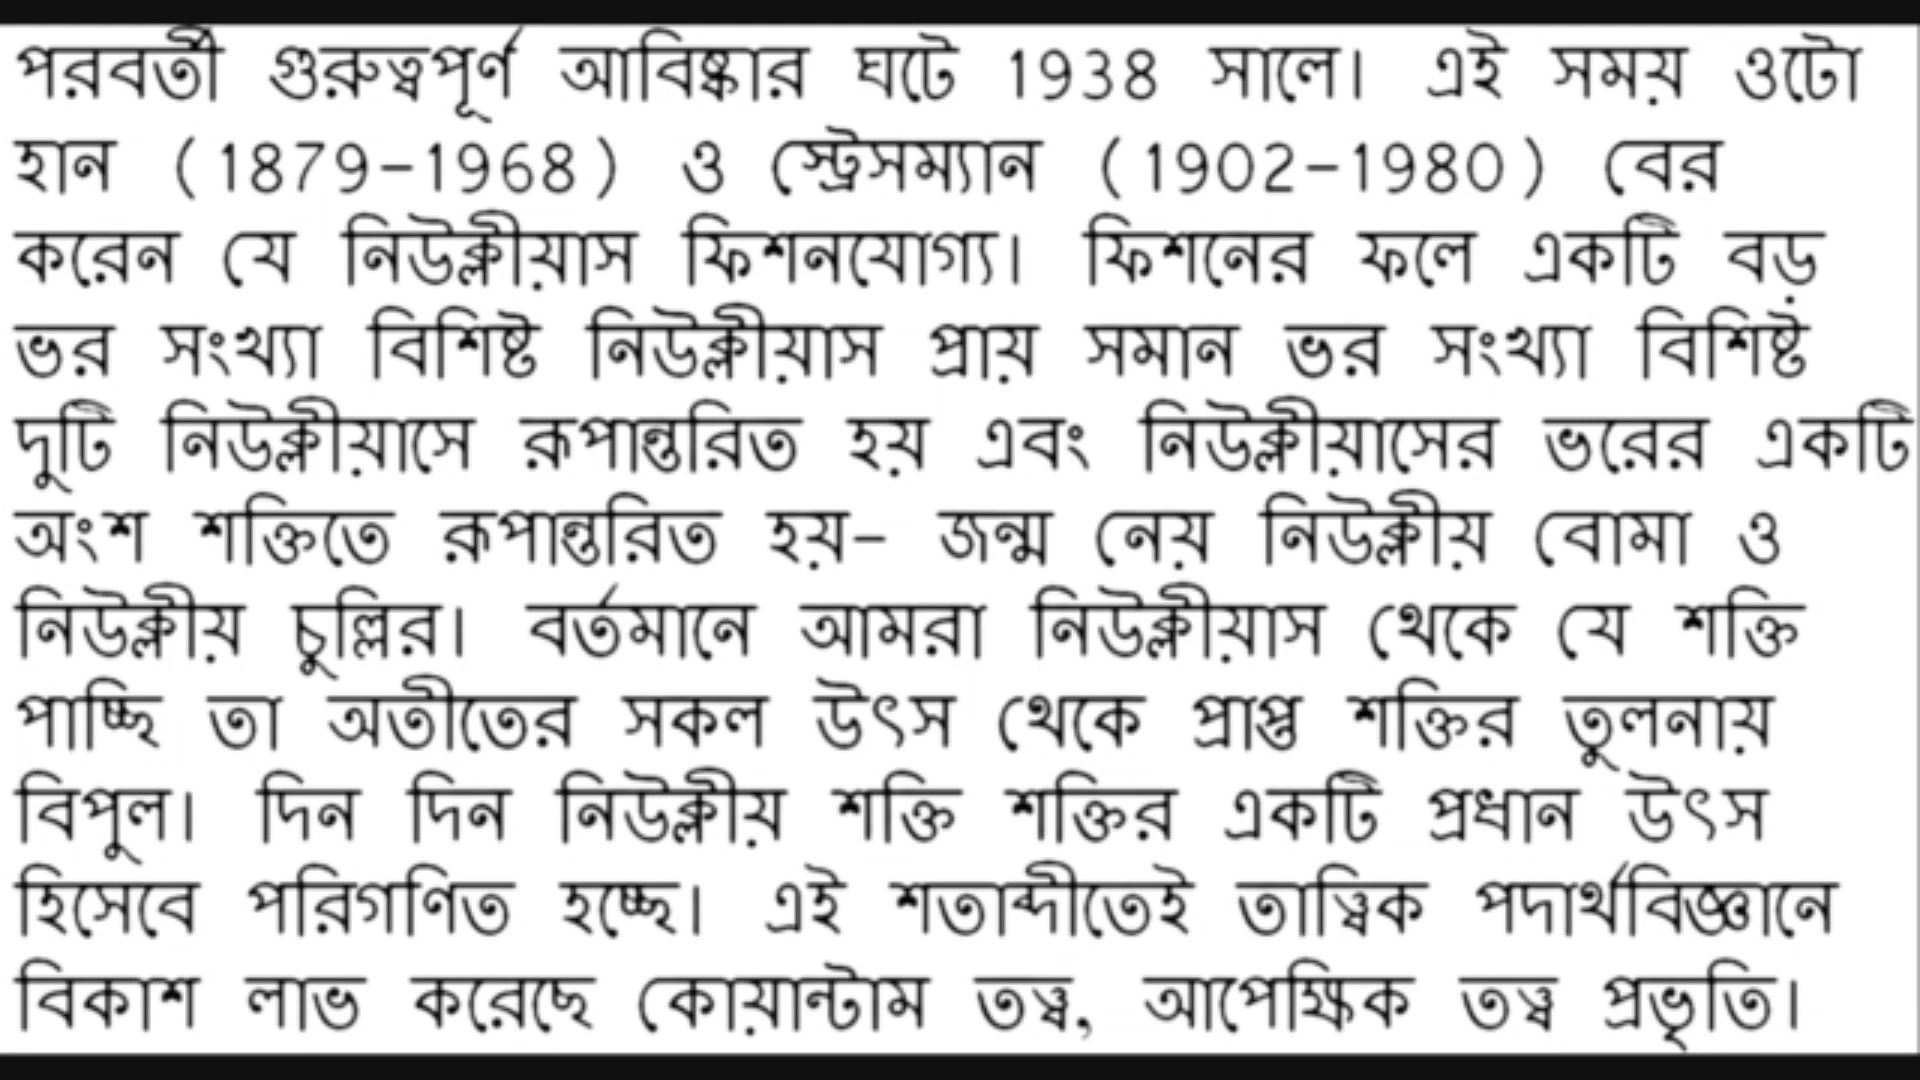 পরবর্তী গুরুত্বপূর্ণ আবিষ্কার ঘটে 1938 সালে। এই সময় ওটো
হান (1879-1968) ও স্ট্রেসম্যান (1902-1980) বের
করেন যে নিউক্লীয়াস ফিশনযোগ্য। ফিশনের ফলে একটি বড়
ভর সংখ্যা বিশিষ্ট নিউক্লীয়াস প্রায় সমান ভর সংখ্যা বিশিষ্ট
দুটি নিউক্লীয়াসে রূপান্তরিত হয় এবং নিউক্লীয়াসের ভরের একটি
অংশ শক্তিতে রূপান্তরিত হয়- জন্ম নেয় নিউক্লীয় বোমা ও
নিউক্লীয় চুল্লির। বর্তমানে আমরা নিউক্লীয়াস থেকে যে শক্তি
পাচ্ছি তা অতীতের সকল উৎস থেকে প্রাপ্ত শক্তির তুলনায়
বিপুল। দিন দিন নিউক্লীয় শক্তি শক্তির একটি প্রধান উৎস
হিসেবে পরিগণিত হচ্ছে। এই শতাব্দীতেই তাত্ত্বিক পদার্থবিজ্ঞানে
বিকাশ লাভ করেছে কোয়ান্টাম তত্ত্ব, আপেক্ষিক তত্ত্ব প্রভৃতি।